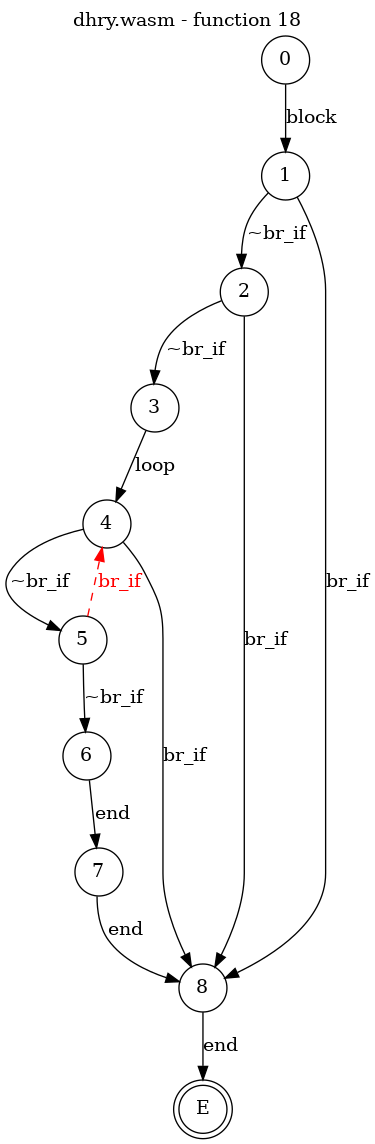 dhry.wasm - function 18
0
block
1
~br_if
2
~br_if
3
loop
4
~br_if
br_if
br_if
br_if
5
~br_if
br_if
6
end
7
end
8
end
E